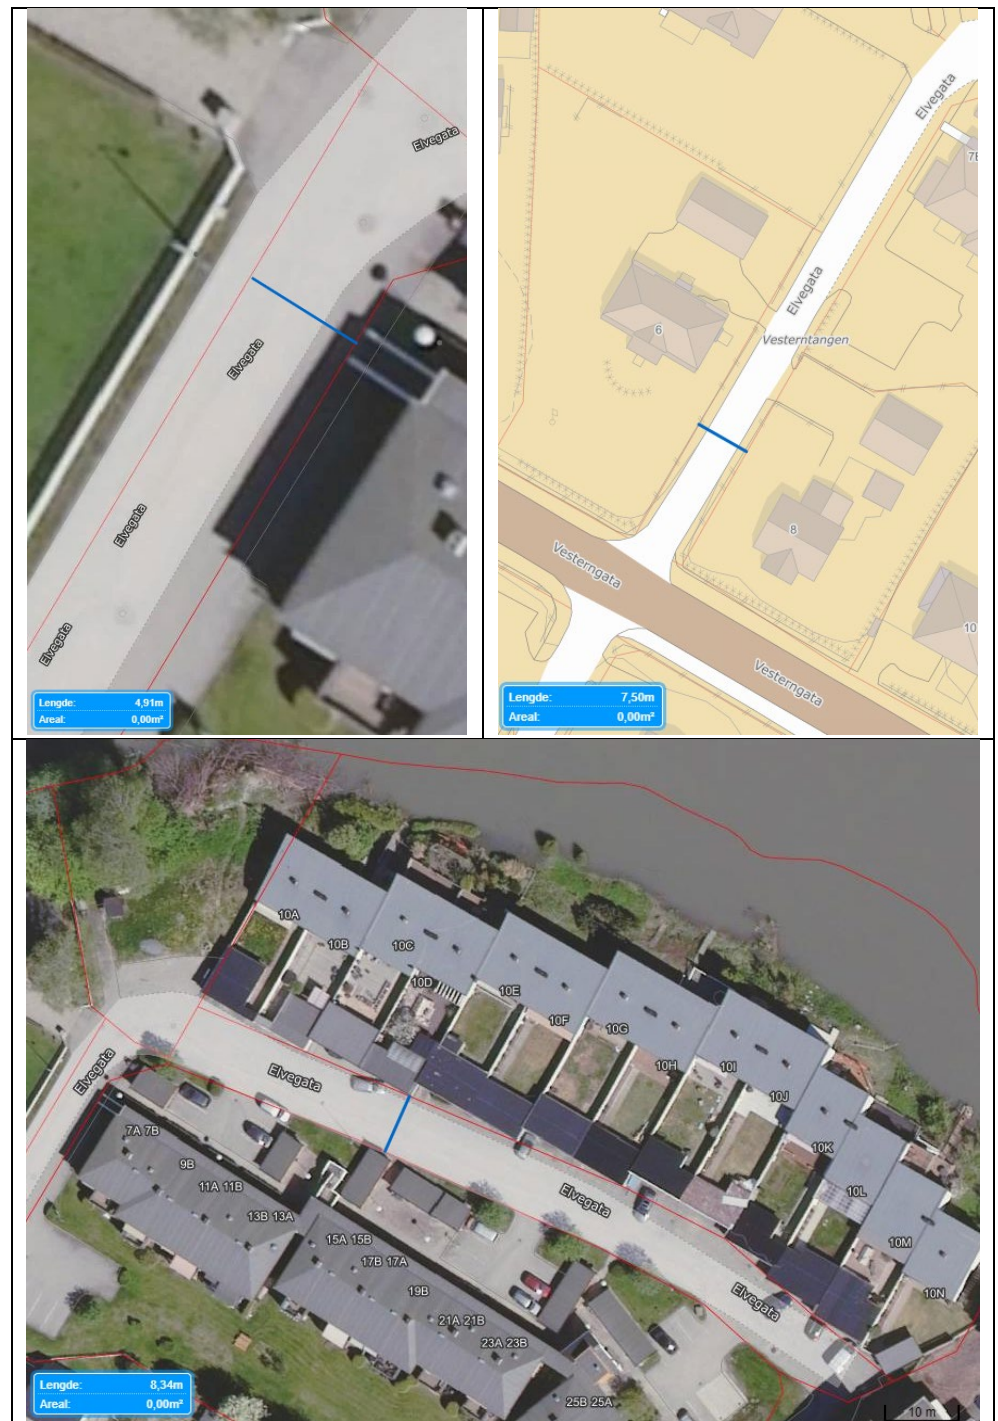 Elvegata
Elvegata
Elvegata
Elvegata
Lengde: 4,91m
Areal: 0,00m²
Elvegata
7B
Elvegata
6
Vesterntangen
8
Vesterngata
10
Vesterngata
Lengde: 7,50m
Areal: 0,00m²
10A
10B
10C
10D
10E
10F
10G
10H
10I
10J
10K
10L
10M
10N
Elvegata
Elvegata
7A 7B
9B
11A 11B
13B 13A
Elvegata
15A 15B
17B 17A
19B
21A 21B
23A 23B
25B 25A
Elvegata
Lengde: 8,34m
Areal: 0,00m²
10 m